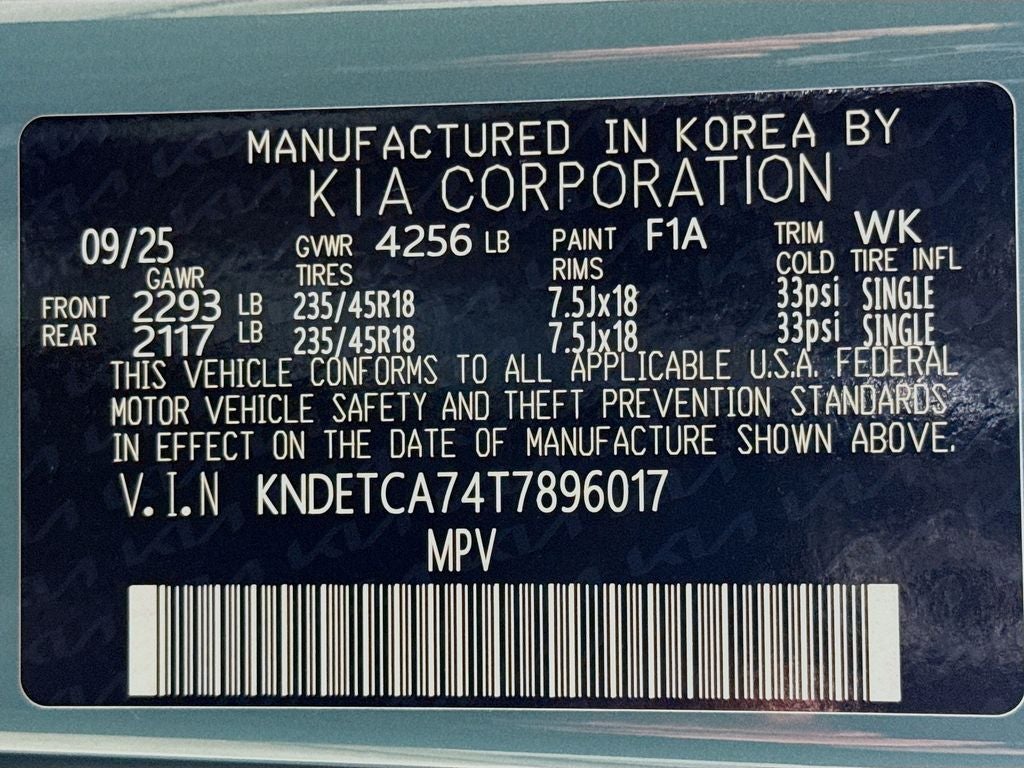 MANUFACTURED IN KOREA BY
KIA CORPORATION
09/25 GVWR 4256 LB PAINT F1A TRIM WK
GAWR TIRES RIMS COLD TIRE INFL
FRONT 2293 LB 235/45R18 7.5Jx18 33psi SINGLE
REAR 2117 LB 235/45R18 7.5Jx18 33psi SINGLE
THIS VEHICLE CONFORMS TO ALL APPLICABLE U.S.A. FEDERAL
MOTOR VEHICLE SAFETY AND THEFT PREVENTION STANDARDS
IN EFFECT ON THE DATE OF MANUFACTURE SHOWN ABOVE.
V.I.N KNDETCA74T7896017
MPV